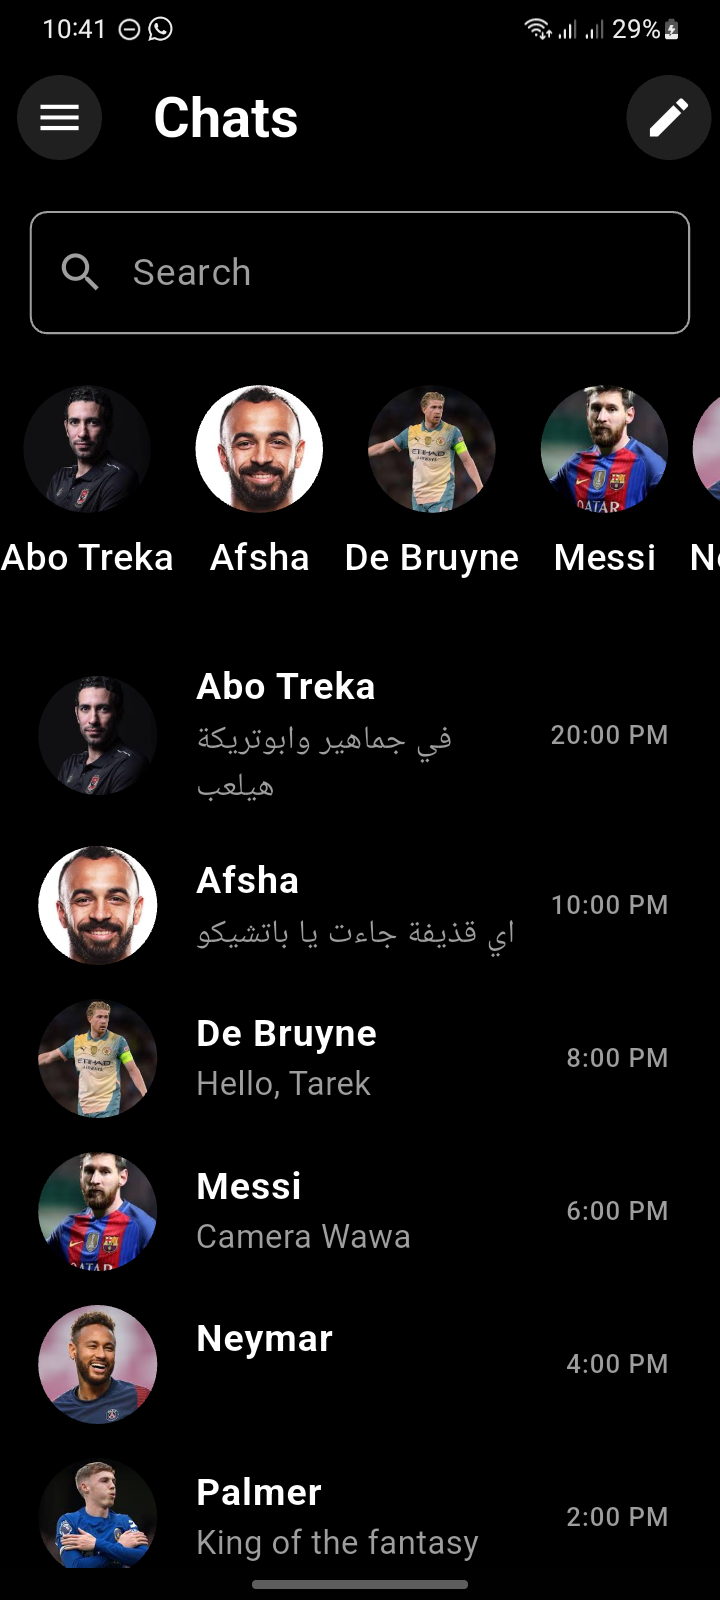 10:41
29%
Chats
Search
Abo Treka
Afsha
De Bruyne
Messi
Abo Treka
في جماهير وابوتريكة
هيلعب
20:00 PM
Afsha
اي قذيفة جاءت يا باتشيكو
10:00 PM
De Bruyne
Hello, Tarek
8:00 PM
Messi
Camera Wawa
6:00 PM
Neymar
4:00 PM
Palmer
King of the fantasy
2:00 PM